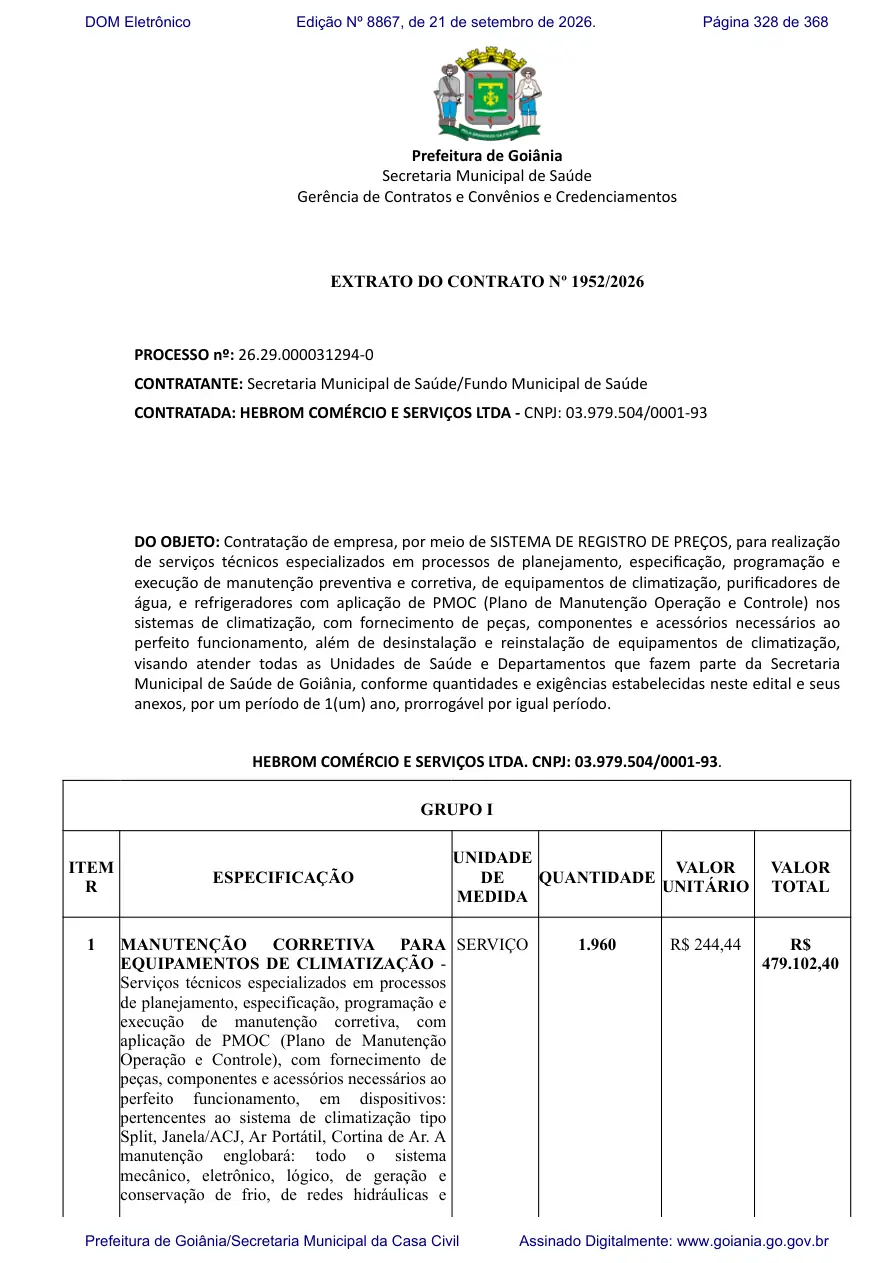 DOM Eletrônico Edição Nº 8867, de 21 de setembro de 2026. Página 328 de 368
PELA GRANDEZA DA PÁTRIA
Prefeitura de Goiânia
Secretaria Municipal de Saúde
Gerência de Contratos e Convênios e Credenciamentos
EXTRATO DO CONTRATO Nº 1952/2026
PROCESSO nº: 26.29.000031294-0
CONTRATANTE: Secretaria Municipal de Saúde/Fundo Municipal de Saúde
CONTRATADA: HEBROM COMÉRCIO E SERVIÇOS LTDA - CNPJ: 03.979.504/0001-93
DO OBJETO: Contratação de empresa, por meio de SISTEMA DE REGISTRO DE PREÇOS, para realização
de serviços técnicos especializados em processos de planejamento, especificação, programação e
execução de manutenção preventiva e corretiva, de equipamentos de climatização, purificadores de
água, e refrigeradores com aplicação de PMOC (Plano de Manutenção Operação e Controle) nos
sistemas de climatização, com fornecimento de peças, componentes e acessórios necessários ao
perfeito funcionamento, além de desinstalação e reinstalação de equipamentos de climatização,
visando atender todas as Unidades de Saúde e Departamentos que fazem parte da Secretaria
Municipal de Saúde de Goiânia, conforme quantidades e exigências estabelecidas neste edital e seus
anexos, por um período de 1(um) ano, prorrogável por igual período.
HEBROM COMÉRCIO E SERVIÇOS LTDA. CNPJ: 03.979.504/0001-93.
GRUPO I
ITEM
R
ESPECIFICAÇÃO
UNIDADE
DE
MEDIDA
QUANTIDADE
VALOR
UNITÁRIO
VALOR
TOTAL
1
MANUTENÇÃO CORRETIVA PARA
EQUIPAMENTOS DE CLIMATIZAÇÃO -
Serviços técnicos especializados em processos
de planejamento, especificação, programação e
execução de manutenção corretiva, com
aplicação de PMOC (Plano de Manutenção
Operação e Controle), com fornecimento de
peças, componentes e acessórios necessários ao
perfeito funcionamento, em dispositivos:
pertencentes ao sistema de climatização tipo
Split, Janela/ACJ, Ar Portátil, Cortina de Ar. A
manutenção englobará: todo o sistema
mecânico, eletrônico, lógico, de geração e
conservação de frio, de redes hidráulicas e
SERVIÇO
1.960
R$ 244,44
R$
479.102,40
Prefeitura de Goiânia/Secretaria Municipal da Casa Civil Assinado Digitalmente: www.goiania.go.gov.br